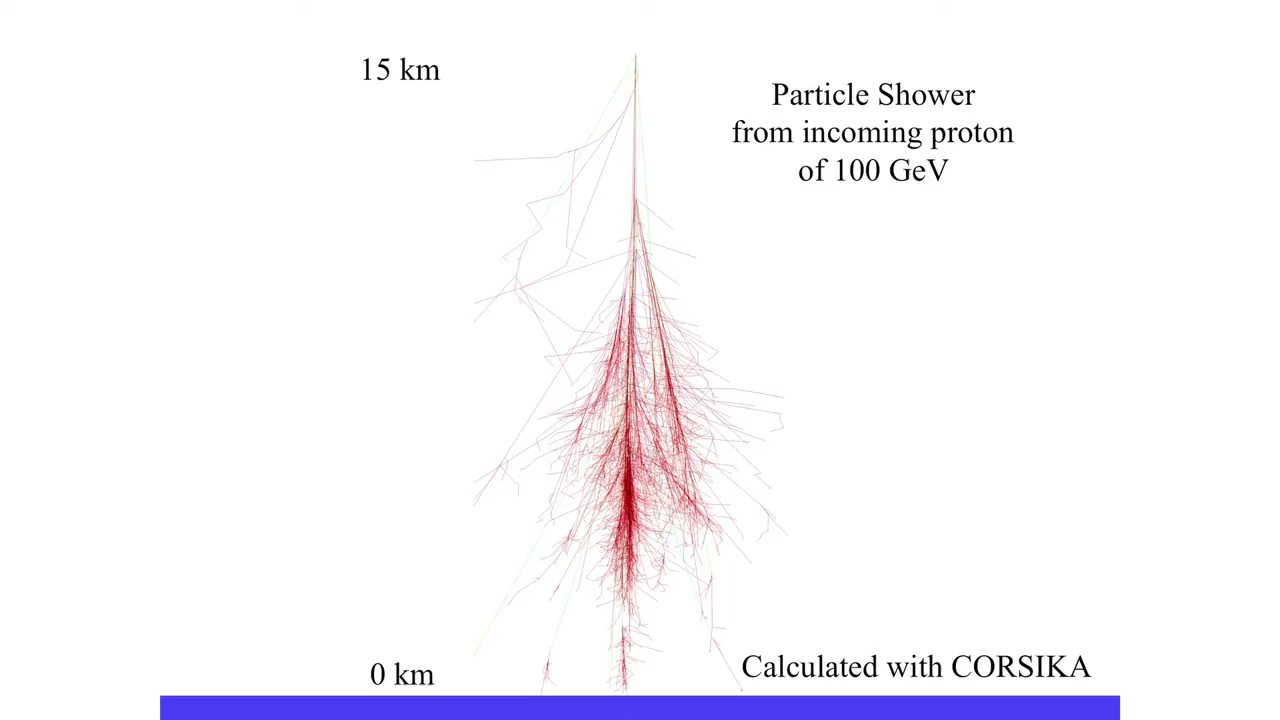 15 km
Particle Shower
from incoming proton
of 100 GeV
0 km
Calculated with CORSIKA